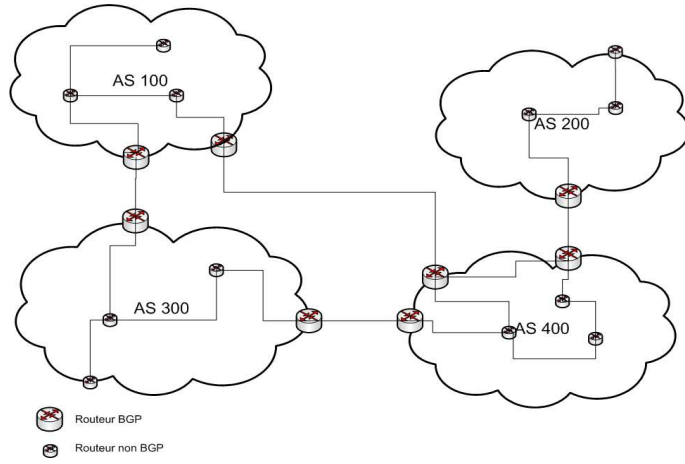 AS 100
AS 200
AS 300
AS 400
Routeur BGP
Routeur non BGP